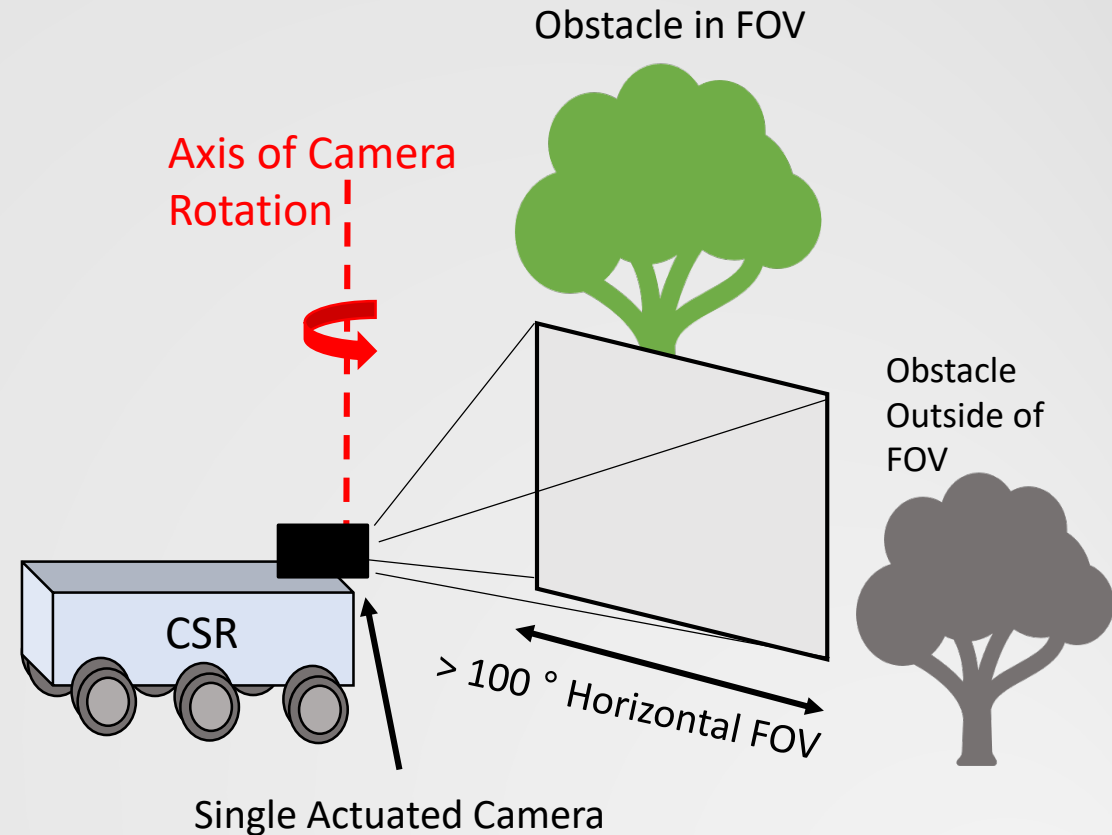 Obstacle in FOV
Axis of Camera
Rotation
Obstacle
Outside of
FOV
CSR
> 100 ° Horizontal FOV
Single Actuated Camera